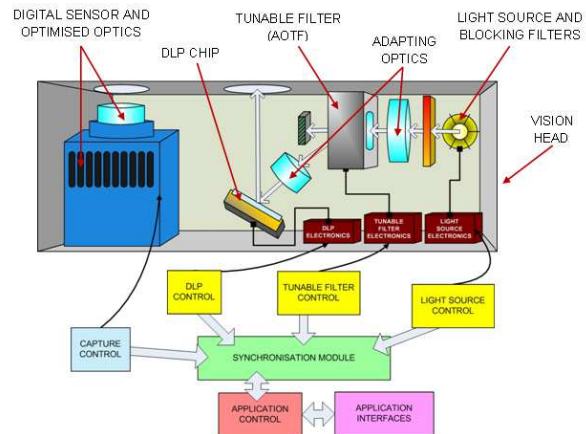 DIGITAL SENSOR AND
OPTIMISED OPTICS
DLP CHIP
TUNABLE FILTER
(AOTF)
ADAPTING
OPTICS
LIGHT SOURCE AND
BLOCKING FILTERS
VISION
HEAD
DLP
ELECTRONICS
TUNABLE
FILTER
ELECTRONICS
LIGHT
SOURCE
ELECTRONICS
DLP
CONTROL
TUNABLE FILTER
CONTROL
LIGHT SOURCE
CONTROL
CAPTURE
CONTROL
SYNCHRONISATION MODULE
APPLICATION
CONTROL
APPLICATION
INTERFACES